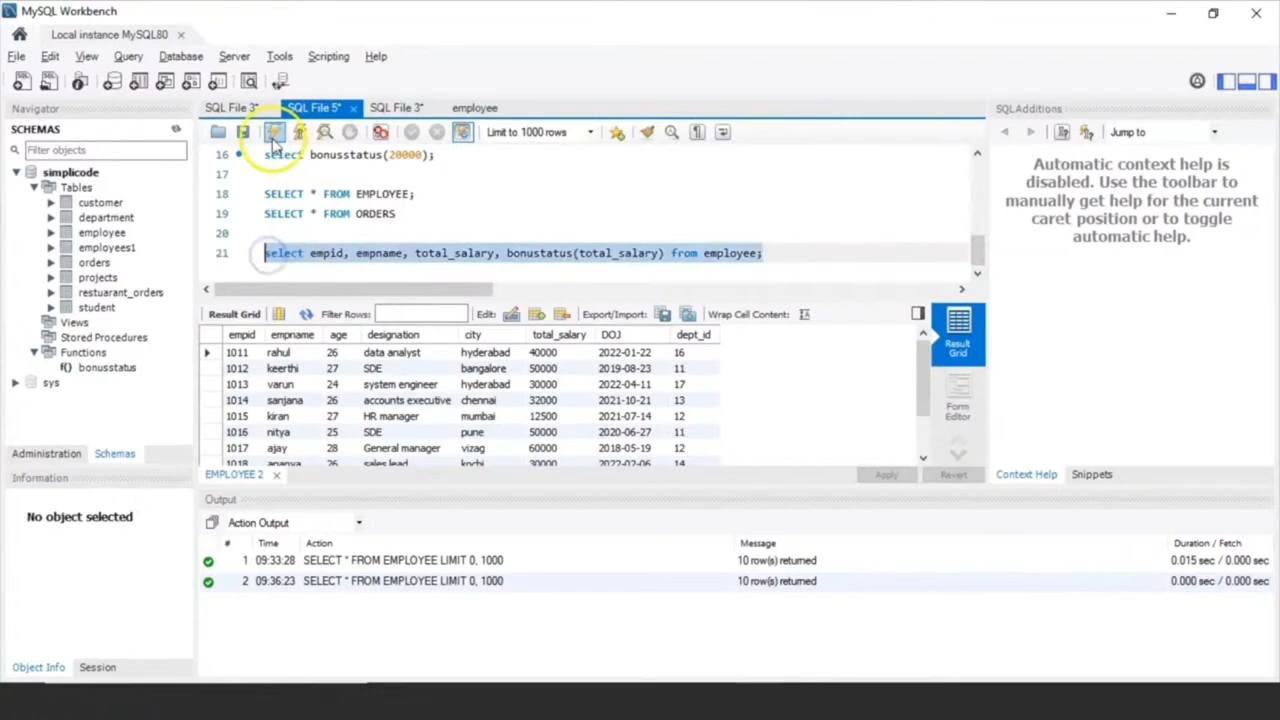 MySQL Workbench
Local instance MySQL80
File Edit View Query Database Server Tools Scripting Help
Navigator
SCHEMAS
Filter objects
simplicode
Tables
customer
department
employee
employees1
orders
projects
restuarant_orders
student
Views
Stored Procedures
Functions
f() bonusstatus
sys
Administration Schemas
Information
No object selected
Object Info Session
SQL File 3* SQL File 5* SQL File 3* employee
Limit to 1000 rows
16 select bonusstatus(20000);
17
18 SELECT * FROM EMPLOYEE;
19 SELECT * FROM ORDERS
20
21 select empid, empname, total_salary, bonustatus(total_salary) from employee;
Result Grid Filter Rows: Edit: Export/Import: Wrap Cell Content:
empid empname age designation city total_salary DOJ dept_id
1011 rahul 26 data analyst hyderabad 40000 2022-01-22 16
1012 keerthi 27 SDE bangalore 50000 2019-08-23 11
1013 varun 24 system engineer hyderabad 30000 2022-04-11 17
1014 sanjana 26 accounts executive chennai 32000 2021-10-21 13
1015 kiran 27 HR manager mumbai 12500 2021-07-14 12
1016 nitya 25 SDE pune 50000 2020-06-27 11
1017 ajay 28 General manager vizag 60000 2018-05-19 12
1018 ananya 26 sales lead kochi 30000 2022-02-06 14
Result Grid
Form Editor
EMPLOYEE 2
Apply Revert
Output
Action Output
# Time Action Message Duration / Fetch
1 09:33:28 SELECT * FROM EMPLOYEE LIMIT 0, 1000 10 row(s) returned 0.015 sec / 0.000 sec
2 09:36:23 SELECT * FROM EMPLOYEE LIMIT 0, 1000 10 row(s) returned 0.000 sec / 0.000 sec
SQLAdditions
Jump to
Automatic context help is
disabled. Use the toolbar to
manually get help for the current
caret position or to toggle
automatic help.
Context Help Snippets